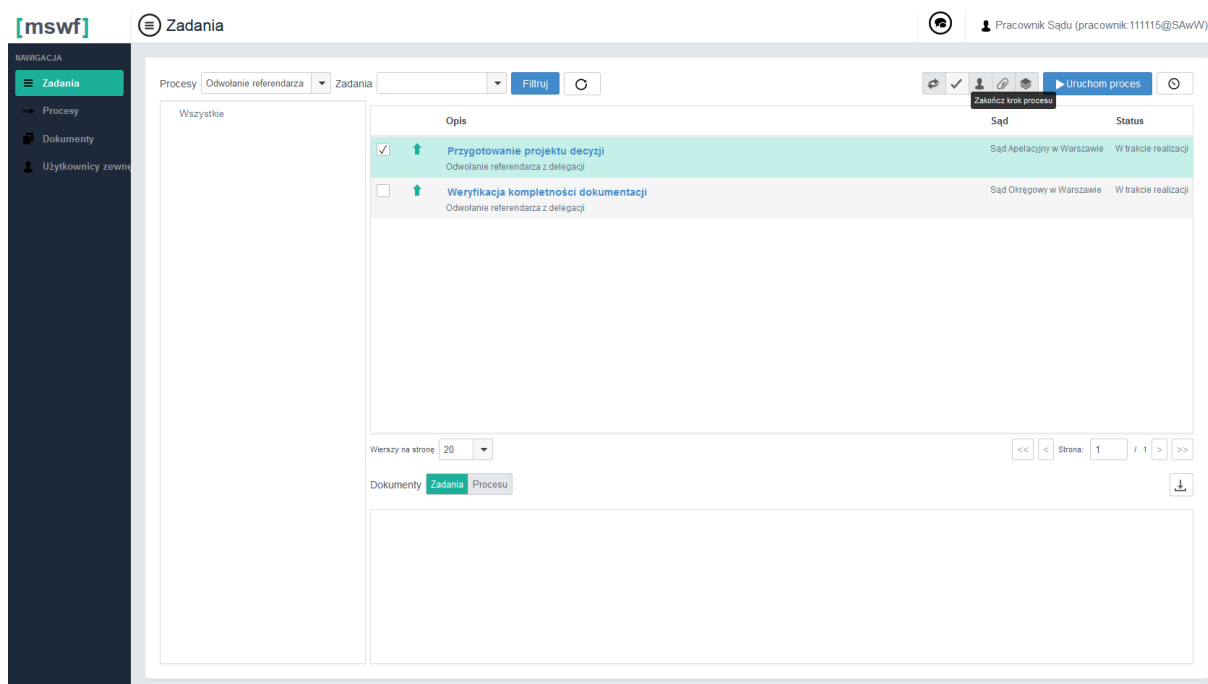 [mswf]
Zadania
Pracownik Sądu (pracownik:111115@SAwW)
NAWIGACJA
Zadania
Procesy
Dokumenty
Użytkownicy zewnę
Procesy Odwołanie referendarza Zadania Filtruj Uruchom proces
Zakończ krok procesu
Wszystkie
Opis Sąd Status
Przygotowanie projektu decyzji Sąd Apelacyjny w Warszawie W trakcie realizacji
Odwołanie referendarza z delegacji
Weryfikacja kompletności dokumentacji Sąd Okręgowy w Warszawie W trakcie realizacji
Odwołanie referendarza z delegacji
Wierszy na stronę 20 << < Strona: 1 / 1 > >>
Dokumenty Zadania Procesu